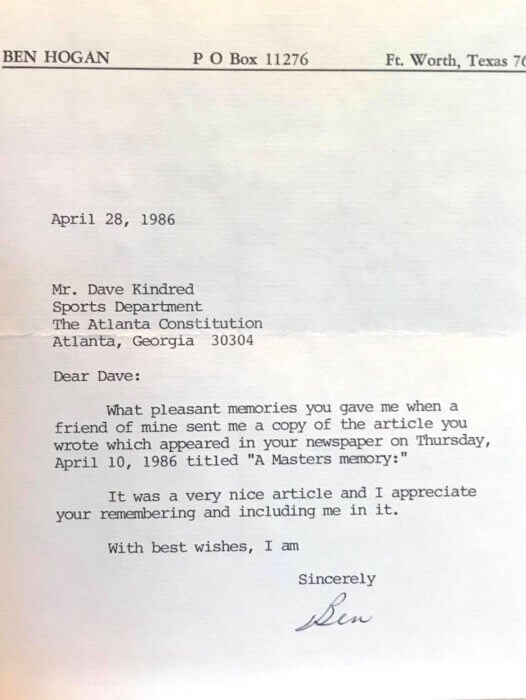 BEN HOGAN P O Box 11276 Ft. Worth, Texas
April 28, 1986
Mr. Dave Kindred
Sports Department
The Atlanta Constitution
Atlanta, Georgia 30304
Dear Dave:
What pleasant memories you gave me when a
friend of mine sent me a copy of the article you
wrote which appeared in your newspaper on Thursday,
April 10, 1986 titled "A Masters memory:"
It was a very nice article and I appreciate
your remembering and including me in it.
With best wishes, I am
Sincerely
Ben